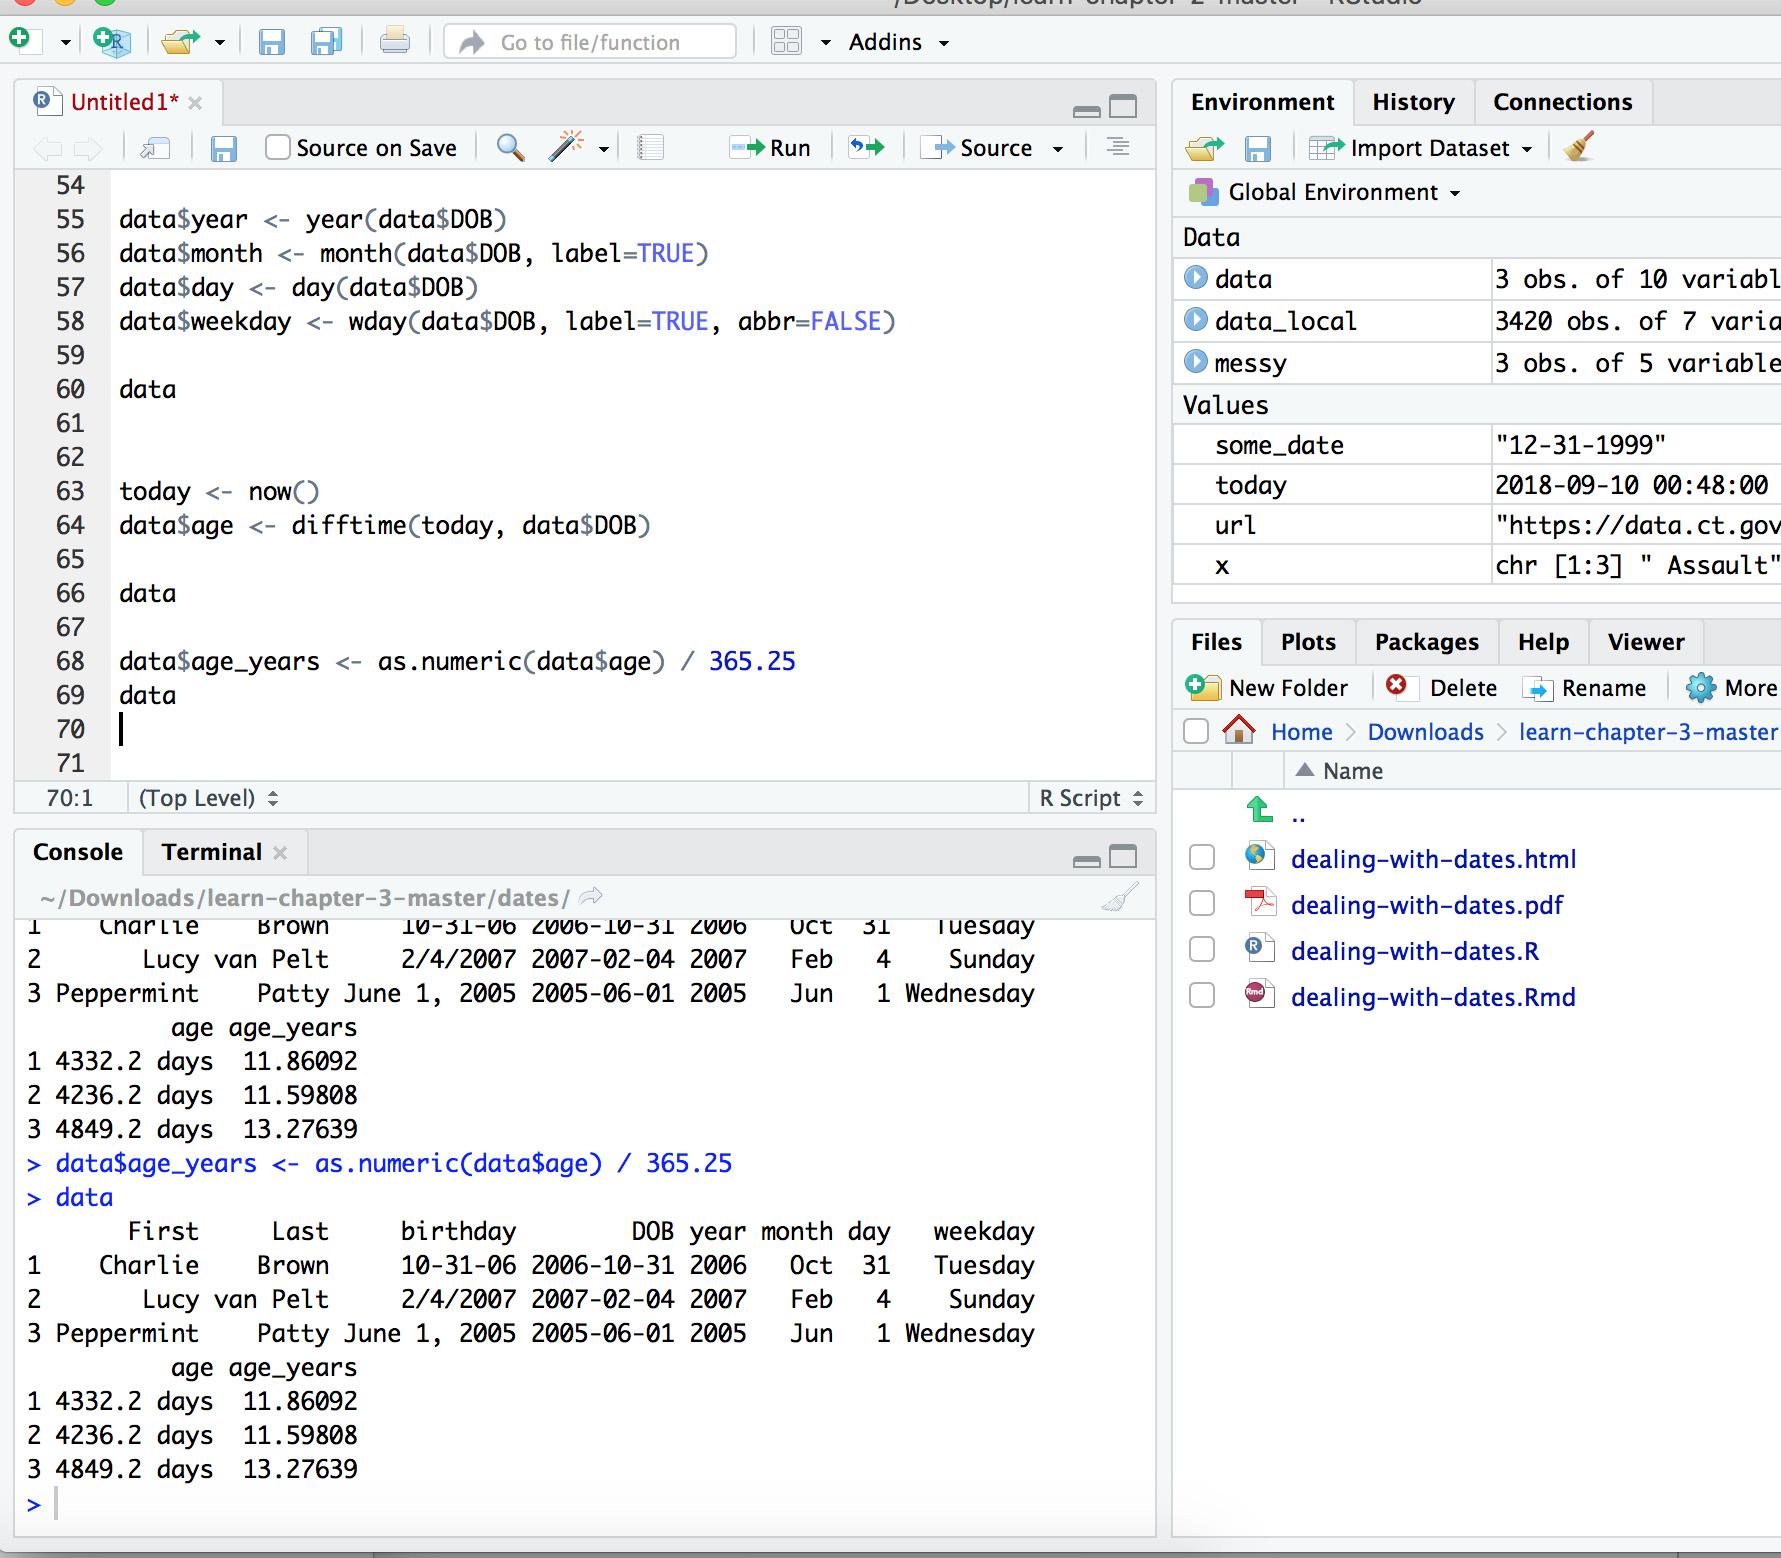 Go to file/function Addins
Untitled1*
Source on Save Run Source
54
55 data$year <- year(data$DOB)
56 data$month <- month(data$DOB, label=TRUE)
57 data$day <- day(data$DOB)
58 data$weekday <- wday(data$DOB, label=TRUE, abbr=FALSE)
59
60 data
61
62
63 today <- now()
64 data$age <- difftime(today, data$DOB)
65
66 data
67
68 data$age_years <- as.numeric(data$age) / 365.25
69 data
70
71
70:1 (Top Level) R Script
Console Terminal
~/Downloads/learn-chapter-3-master/dates/
1 Charlie Brown 10-31-06 2006-10-31 2006 Oct 31 Tuesday
2 Lucy van Pelt 2/4/2007 2007-02-04 2007 Feb 4 Sunday
3 Peppermint Patty June 1, 2005 2005-06-01 2005 Jun 1 Wednesday
age age_years
1 4332.2 days 11.86092
2 4236.2 days 11.59808
3 4849.2 days 13.27639
> data$age_years <- as.numeric(data$age) / 365.25
> data
First Last birthday DOB year month day weekday
1 Charlie Brown 10-31-06 2006-10-31 2006 Oct 31 Tuesday
2 Lucy van Pelt 2/4/2007 2007-02-04 2007 Feb 4 Sunday
3 Peppermint Patty June 1, 2005 2005-06-01 2005 Jun 1 Wednesday
age age_years
1 4332.2 days 11.86092
2 4236.2 days 11.59808
3 4849.2 days 13.27639
>
Environment History Connections
Import Dataset
Global Environment
Data
data 3 obs. of 10 variabl
data_local 3420 obs. of 7 varia
messy 3 obs. of 5 variable
Values
some_date "12-31-1999"
today 2018-09-10 00:48:00
url "https://data.ct.gov
x chr [1:3] " Assault"
Files Plots Packages Help Viewer
New Folder Delete Rename More
Home Downloads learn-chapter-3-master
Name
..
dealing-with-dates.html
dealing-with-dates.pdf
dealing-with-dates.R
dealing-with-dates.Rmd